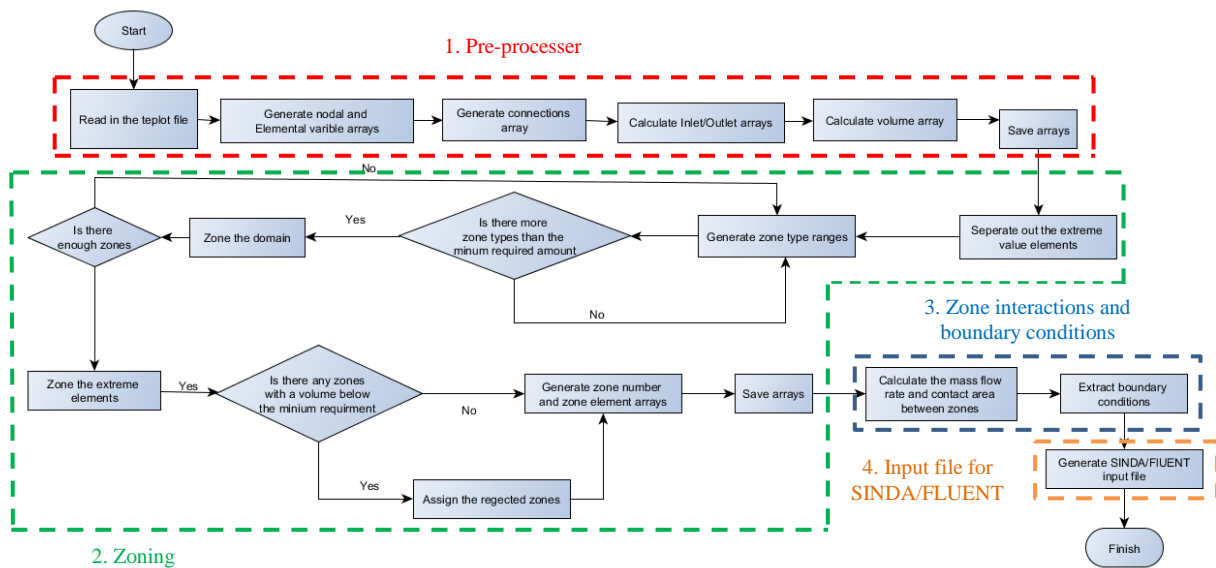 Start
1. Pre-processer
Read in the teplot file
Generate nodal and
Elemental varible arrays
Generate connections
array
Calculate Inlet/Outlet arrays
Calculate volume array
Save arrays
No
Is there
enough zones
Zone the domain
Yes
Is there more
zone types than the
minum required amount
Generate zone type ranges
Seperate out the extreme
value elements
No
3. Zone interactions and
boundary conditions
Zone the extreme
elements
Yes
Is there any zones
with a volume below
the minium requirment
No
Generate zone number
and zone element arrays
Save arrays
Calculate the mass flow
rate and contact area
between zones
Extract boundary
conditions
Yes
Assign the regected zones
4. Input file for
SINDA/FLUENT
Generate SINDA/FIUENT
input file
Finish
2. Zoning